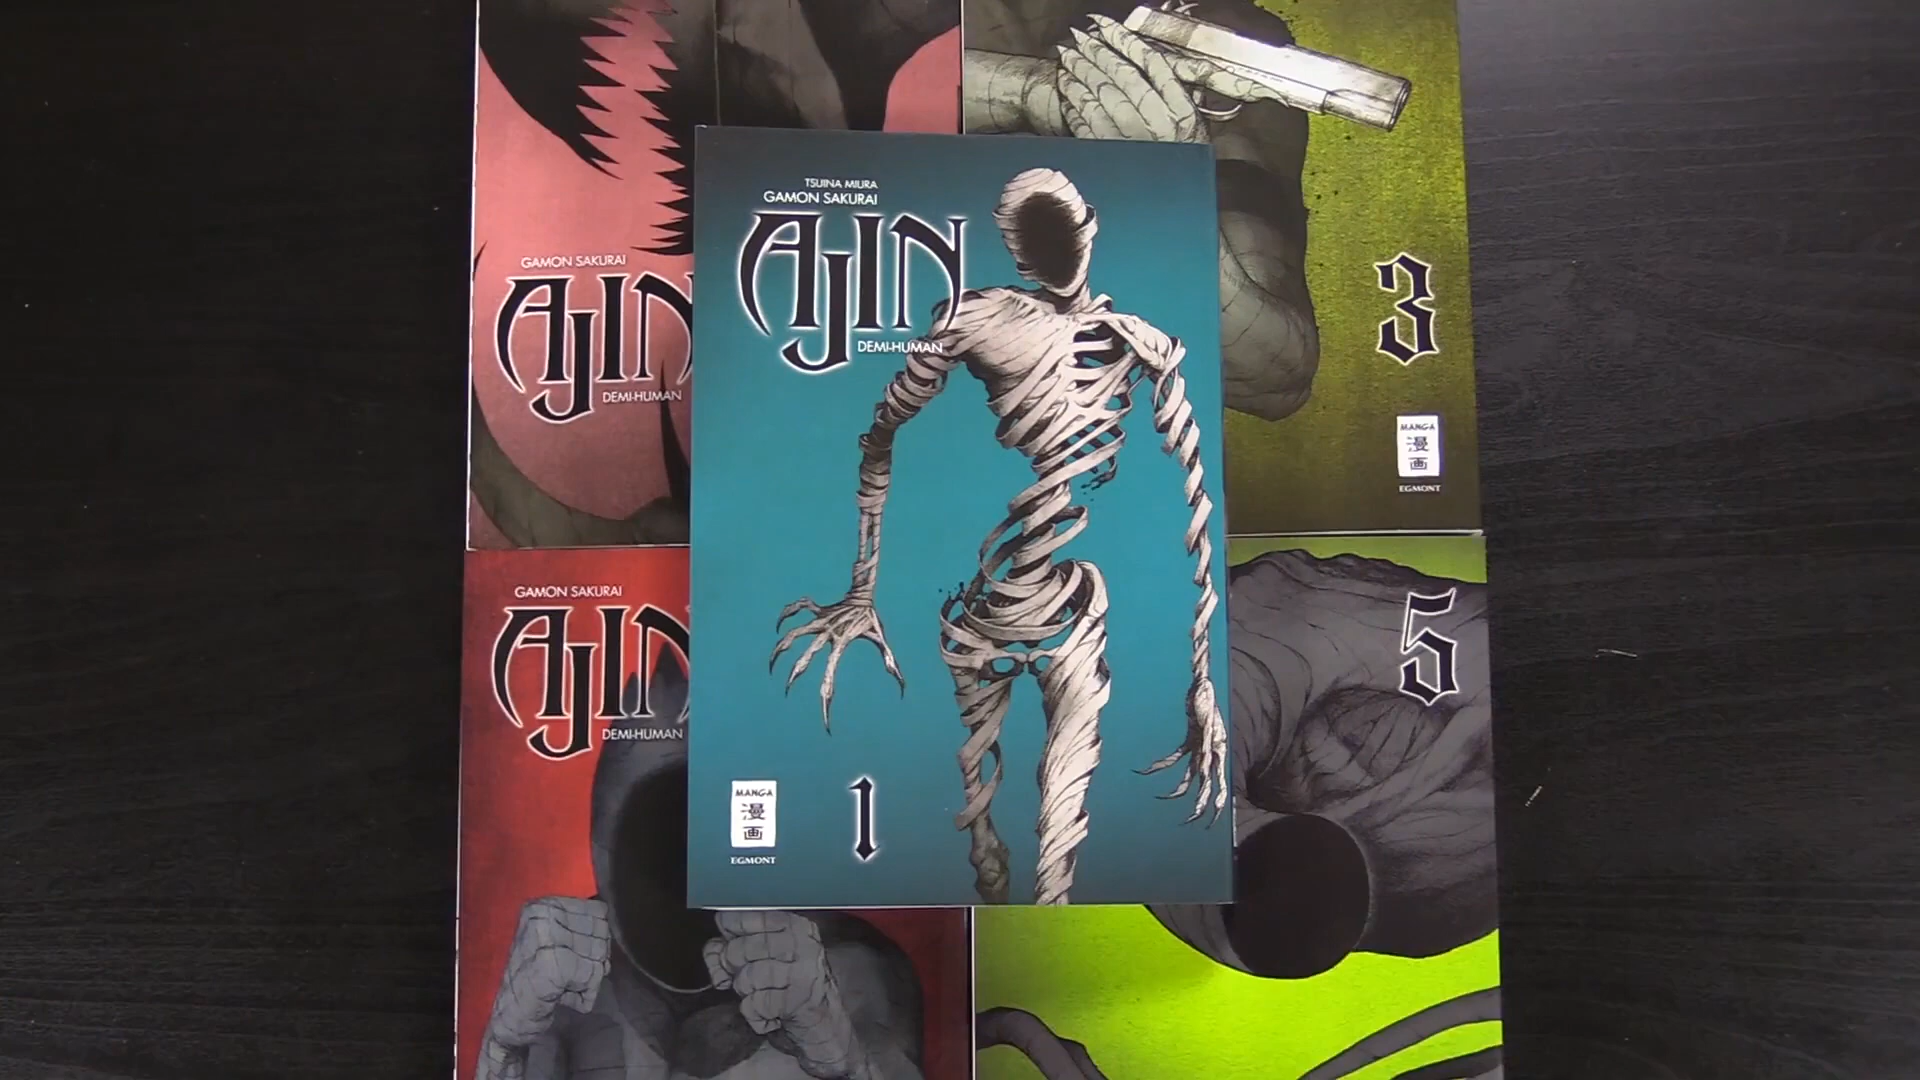 GAMON SAKURAI
AJIN
DEMI-HUMAN
3
MANGA
漫
画
EGMONT
TSUINA MIURA
GAMON SAKURAI
AJIN
DEMI-HUMAN
MANGA
漫
画
EGMONT
1
GAMON SAKURAI
AJIN
DEMI-HUMAN
5